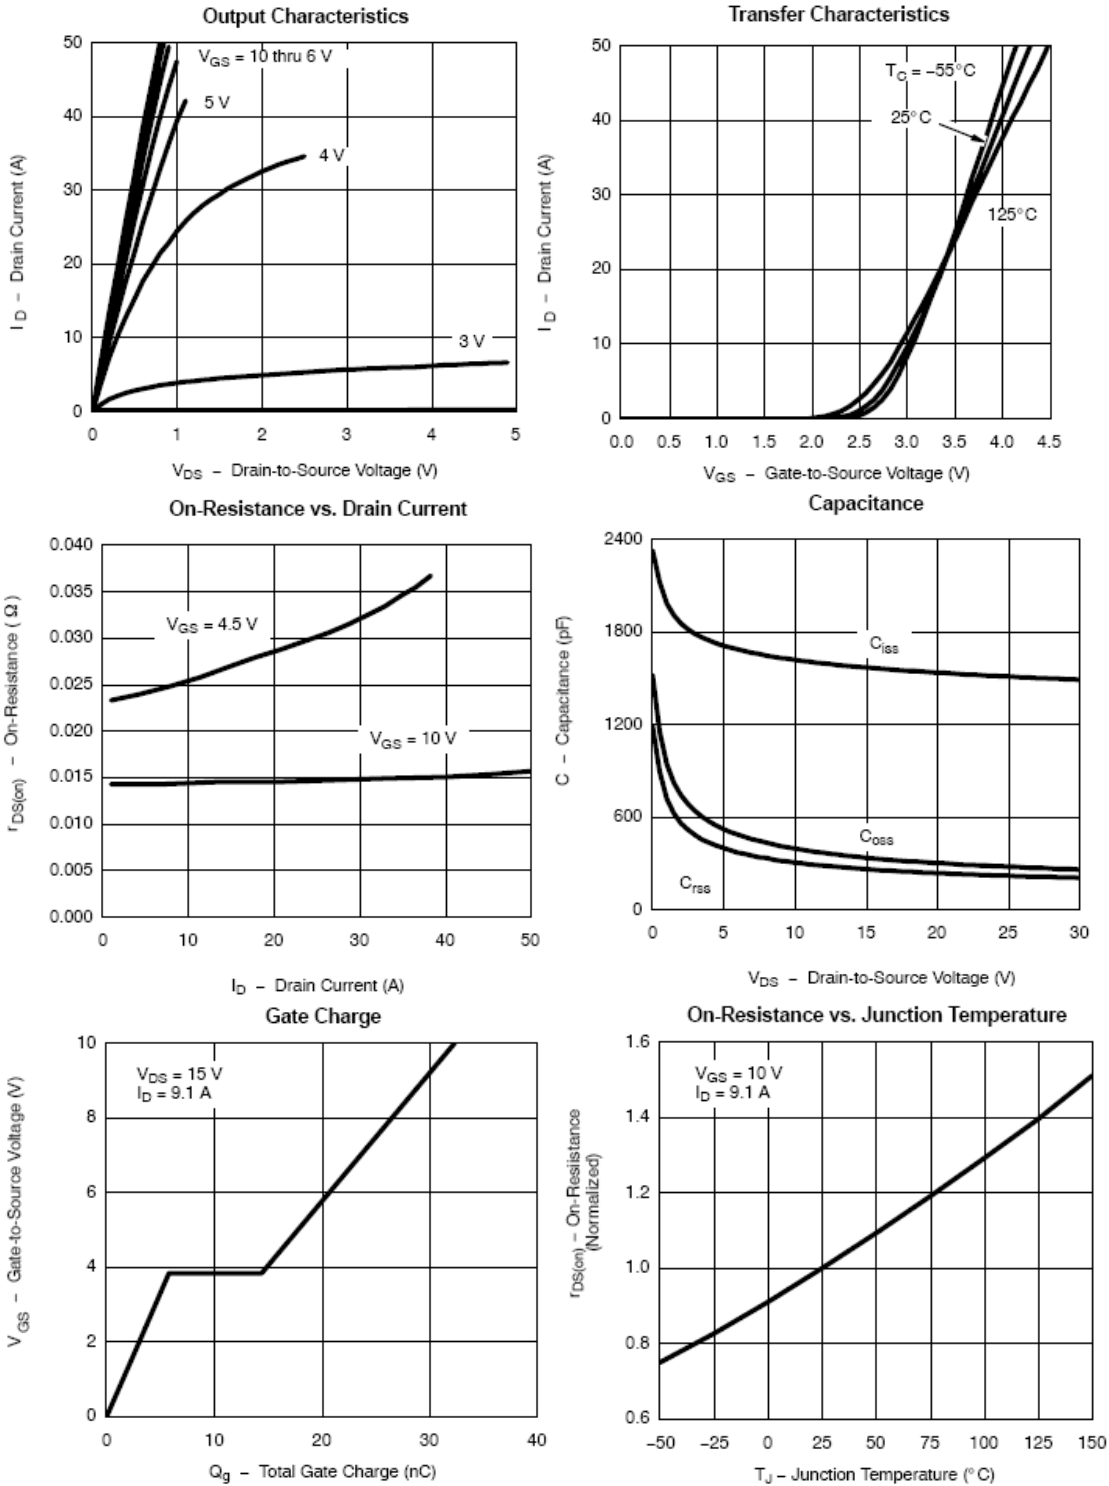 Output Characteristics
50
40
30
20
10
0
0 1 2 3 4 5
I D – Drain Current (A)
VGS = 10 thru 6 V
5 V
4 V
3 V
VDS – Drain-to-Source Voltage (V)
Transfer Characteristics
50
40
30
20
10
0
0.0 0.5 1.0 1.5 2.0 2.5 3.0 3.5 4.0 4.5
I D – Drain Current (A)
TC = –55°C
25°C
125°C
VGS – Gate-to-Source Voltage (V)
On-Resistance vs. Drain Current
0.040
0.035
0.030
0.025
0.020
0.015
0.010
0.005
0.000
0 10 20 30 40 50
rDS(on) – On-Resistance ( Ω )
VGS = 4.5 V
VGS = 10 V
ID – Drain Current (A)
Capacitance
2400
1800
1200
600
0
0 5 10 15 20 25 30
C – Capacitance (pF)
Ciss
Coss
Crss
VDS – Drain-to-Source Voltage (V)
Gate Charge
10
8
6
4
2
0
0 10 20 30 40
VGS – Gate-to-Source Voltage (V)
VDS = 15 V
ID = 9.1 A
Qg – Total Gate Charge (nC)
On-Resistance vs. Junction Temperature
1.6
1.4
1.2
1.0
0.8
0.6
–50 –25 0 25 50 75 100 125 150
rDS(on) – On-Resiistance
(Normalized)
VGS = 10 V
ID = 9.1 A
TJ – Junction Temperature (°C)